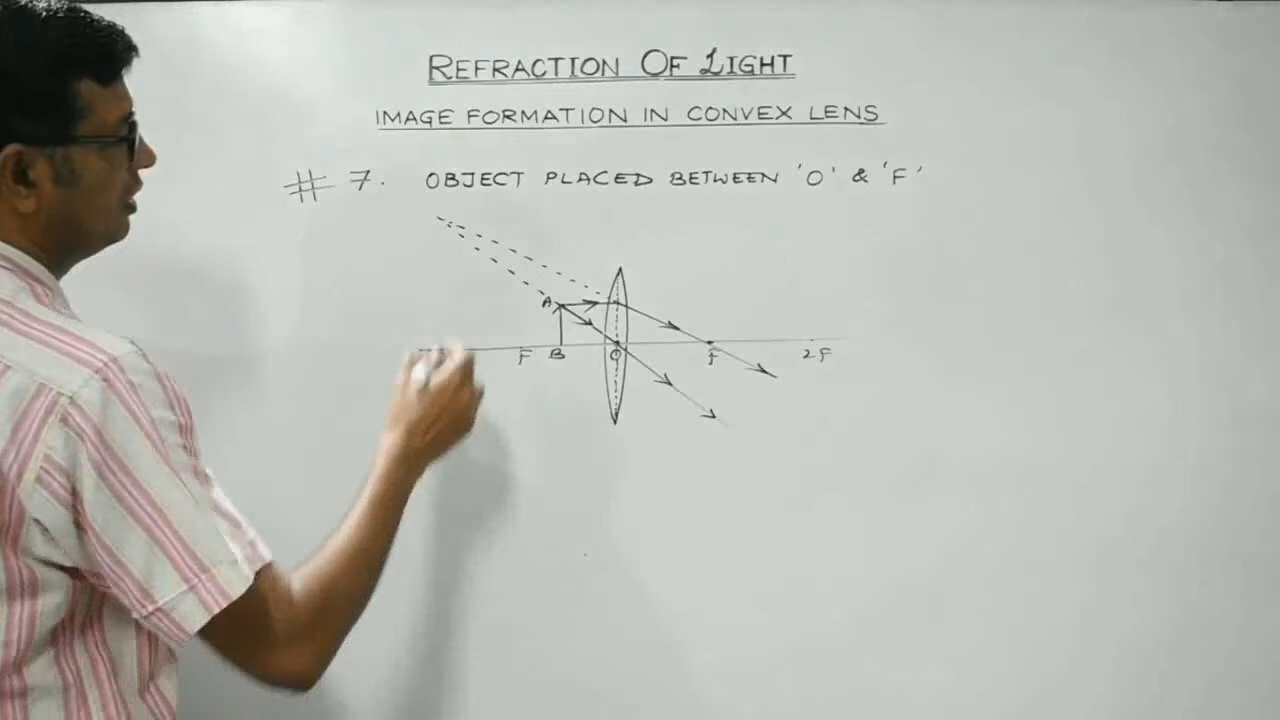 REFRACTION OF LIGHT
IMAGE FORMATION IN CONVEX LENS
# 7. OBJECT PLACED BETWEEN 'O' & 'F'
A
F B O F 2F